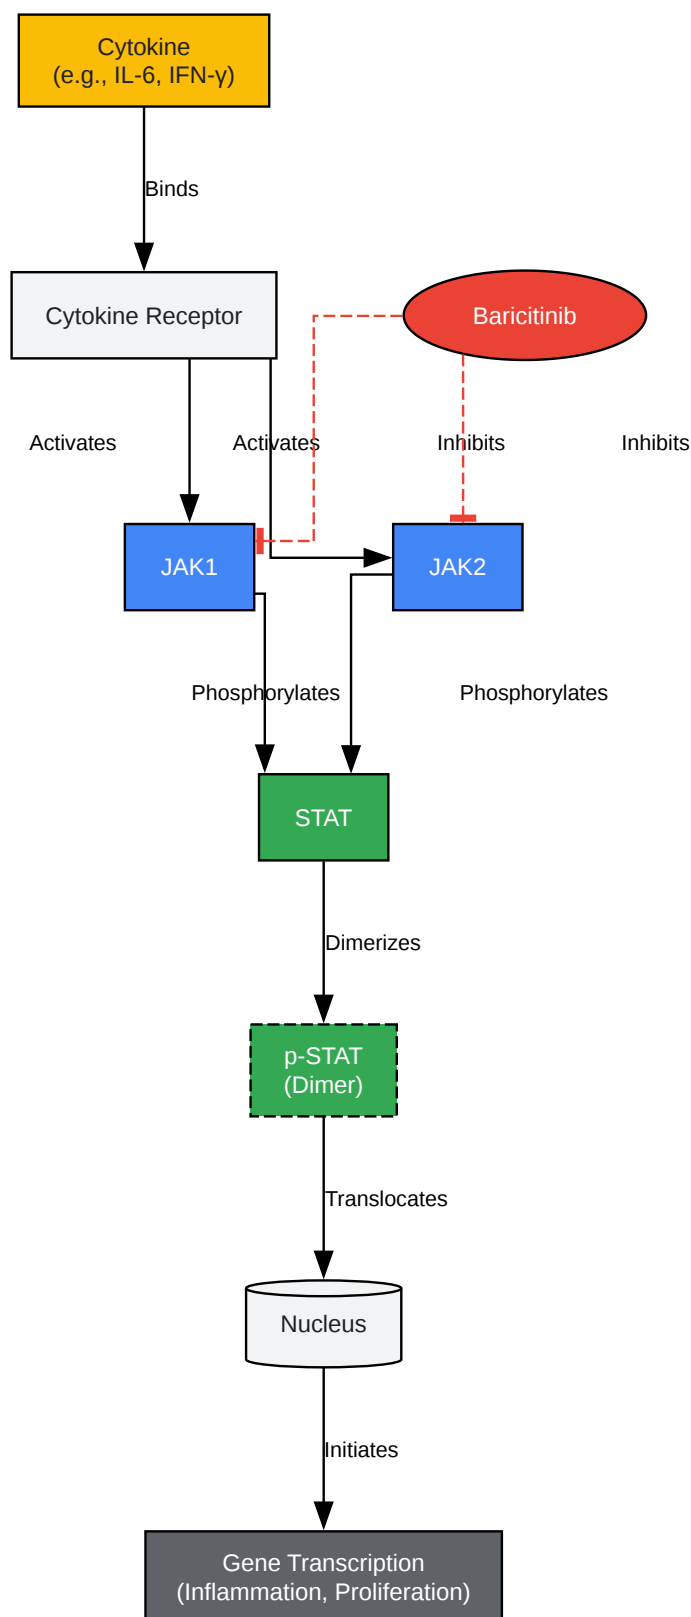 Cytokine
(e.g., IL-6, IFN-γ)
Binds
Cytokine Receptor
Baricitinib
Activates
Activates
Inhibits
Inhibits
JAK1
JAK2
Phosphorylates
Phosphorylates
STAT
Dimerizes
p-STAT
(Dimer)
Translocates
Nucleus
Initiates
Gene Transcription
(Inflammation, Proliferation)